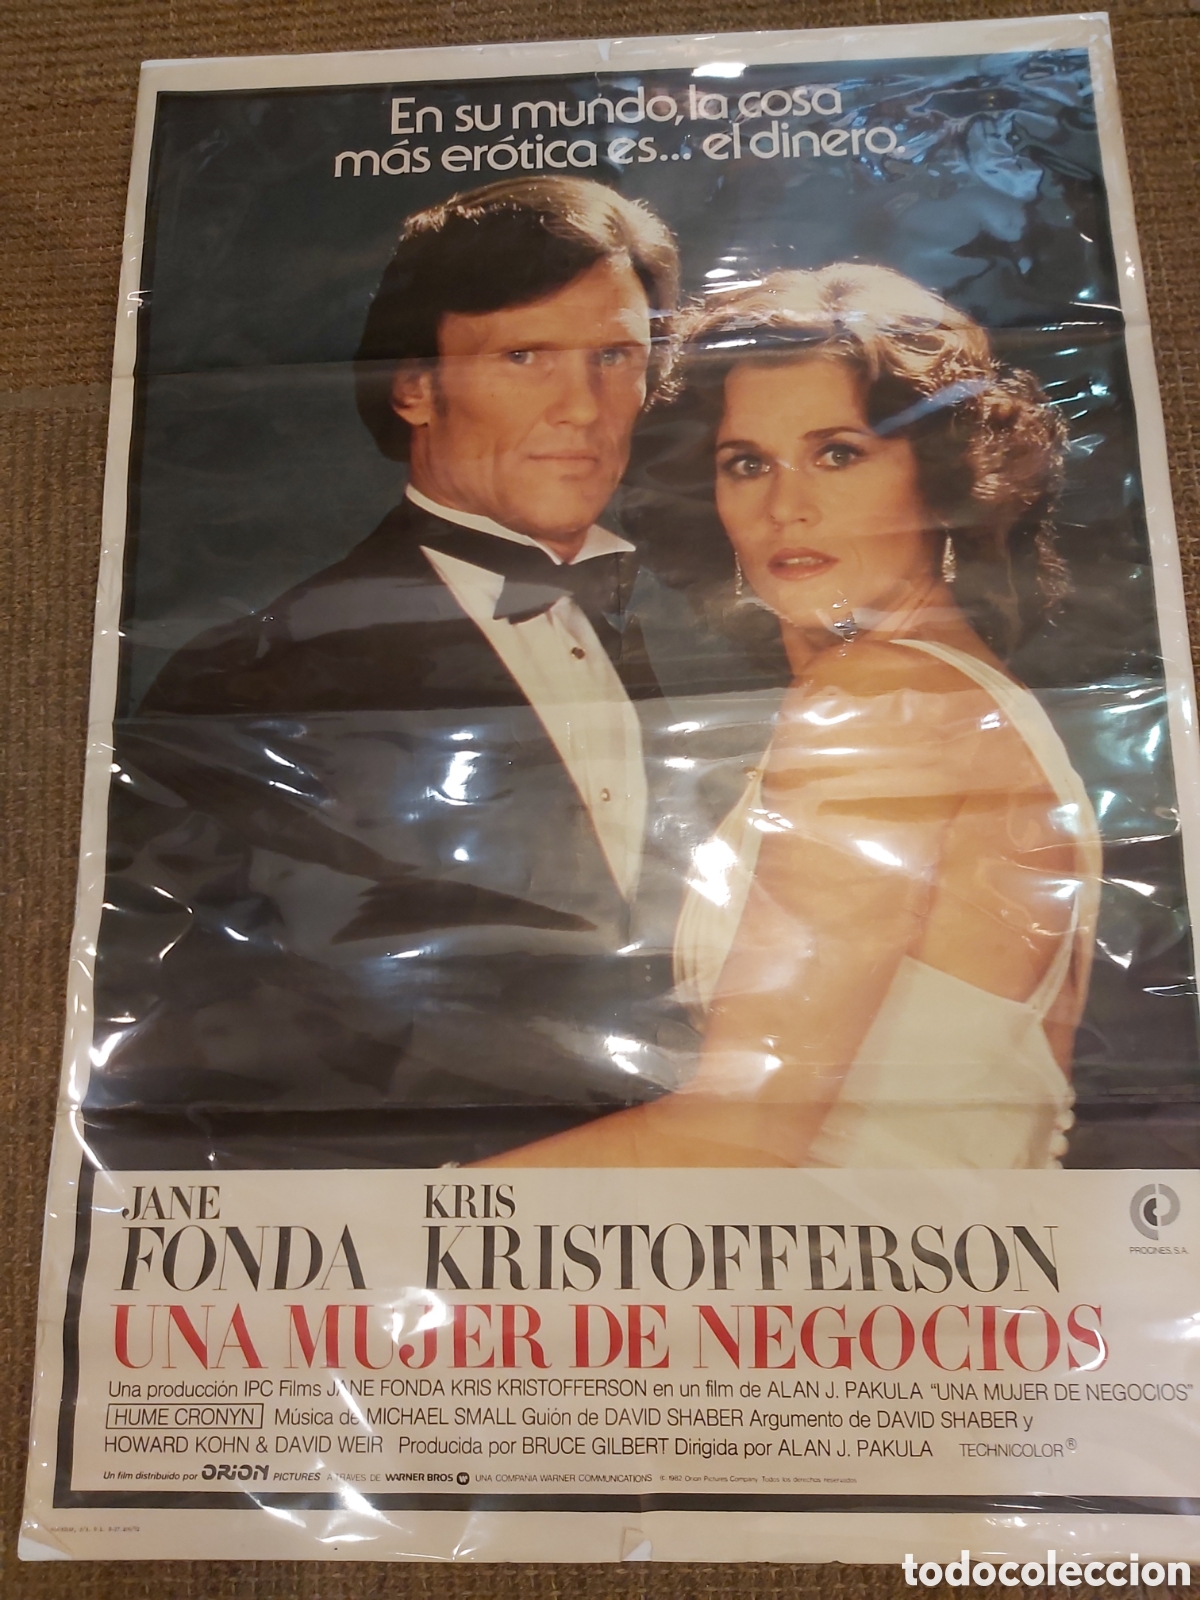 En su mundo, la cosa
más erótica es... el dinero.
JANE KRIS
FONDA KRISTOFFERSON
PROCINES, S.A.
UNA MUJER DE NEGOCIOS
Una producción IPC Films JANE FONDA KRIS KRISTOFFERSON en un film de ALAN J. PAKULA "UNA MUJER DE NEGOCIOS"
HUME CRONYN Música de MICHAEL SMALL Guión de DAVID SHABER Argumento de DAVID SHABER y
HOWARD KOHN & DAVID WEIR Producida por BRUCE GILBERT Dirigida por ALAN J. PAKULA TECHNICOLOR®
Un film distribuido por ORION PICTURES A TRAVES DE WARNER BROS UNA COMPAÑIA WARNER COMMUNICATIONS © 1982 Orion Pictures Company Todos los derechos reservados
todocoleccion